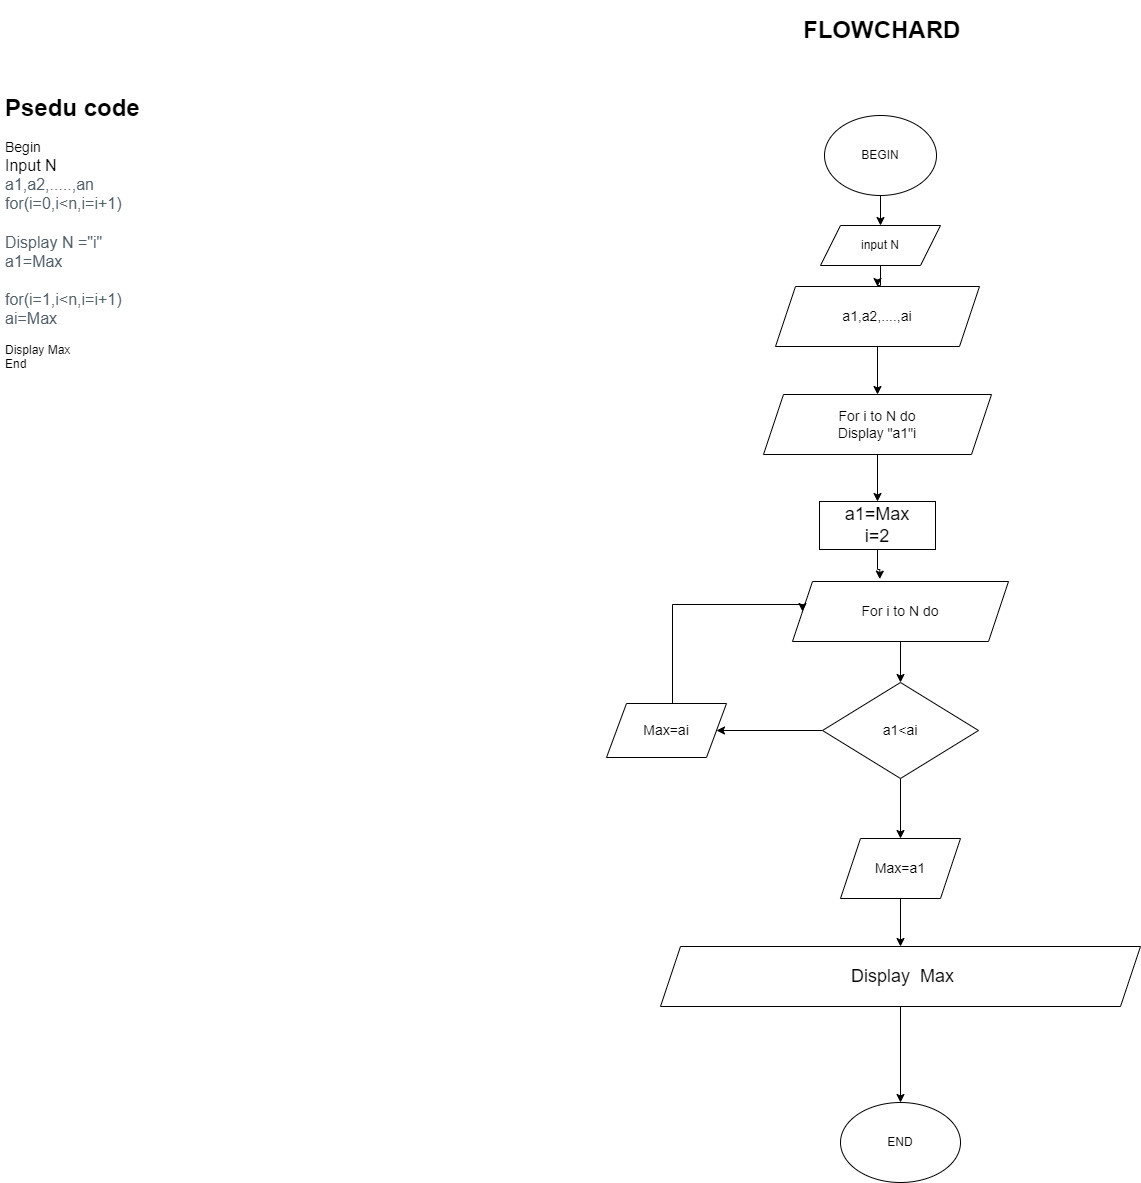 FLOWCHARD
Psedu code
Begin
Input N
a1,a2,.....,an
for(i=0,i<n,i=i+1)
Display N ="i"
a1=Max
for(i=1,i<n,i=i+1)
ai=Max
Display Max
End
BEGIN
input N
a1,a2,....,ai
For i to N do
Display "a1"i
a1=Max
i=2
For i to N do
a1<ai
Max=ai
Max=a1
Display  Max
END